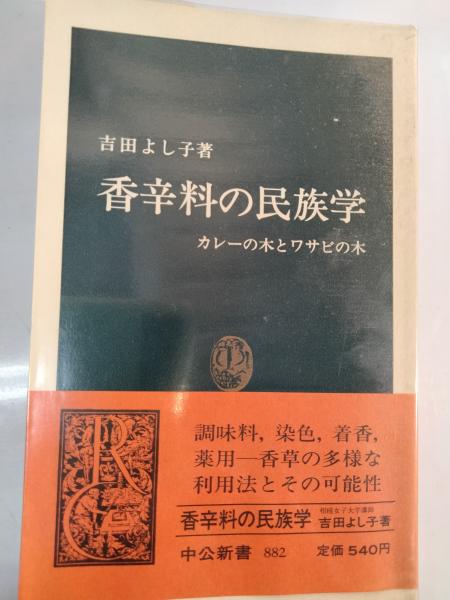 吉田よし子著
香辛料の民族学
カレーの木とワサビの木
調味料,染色,着香,
薬用―香草の多様な
利用法とその可能性
香辛料の民族学 相模女子大学講師 吉田よし子著
中公新書 882 定価 540円